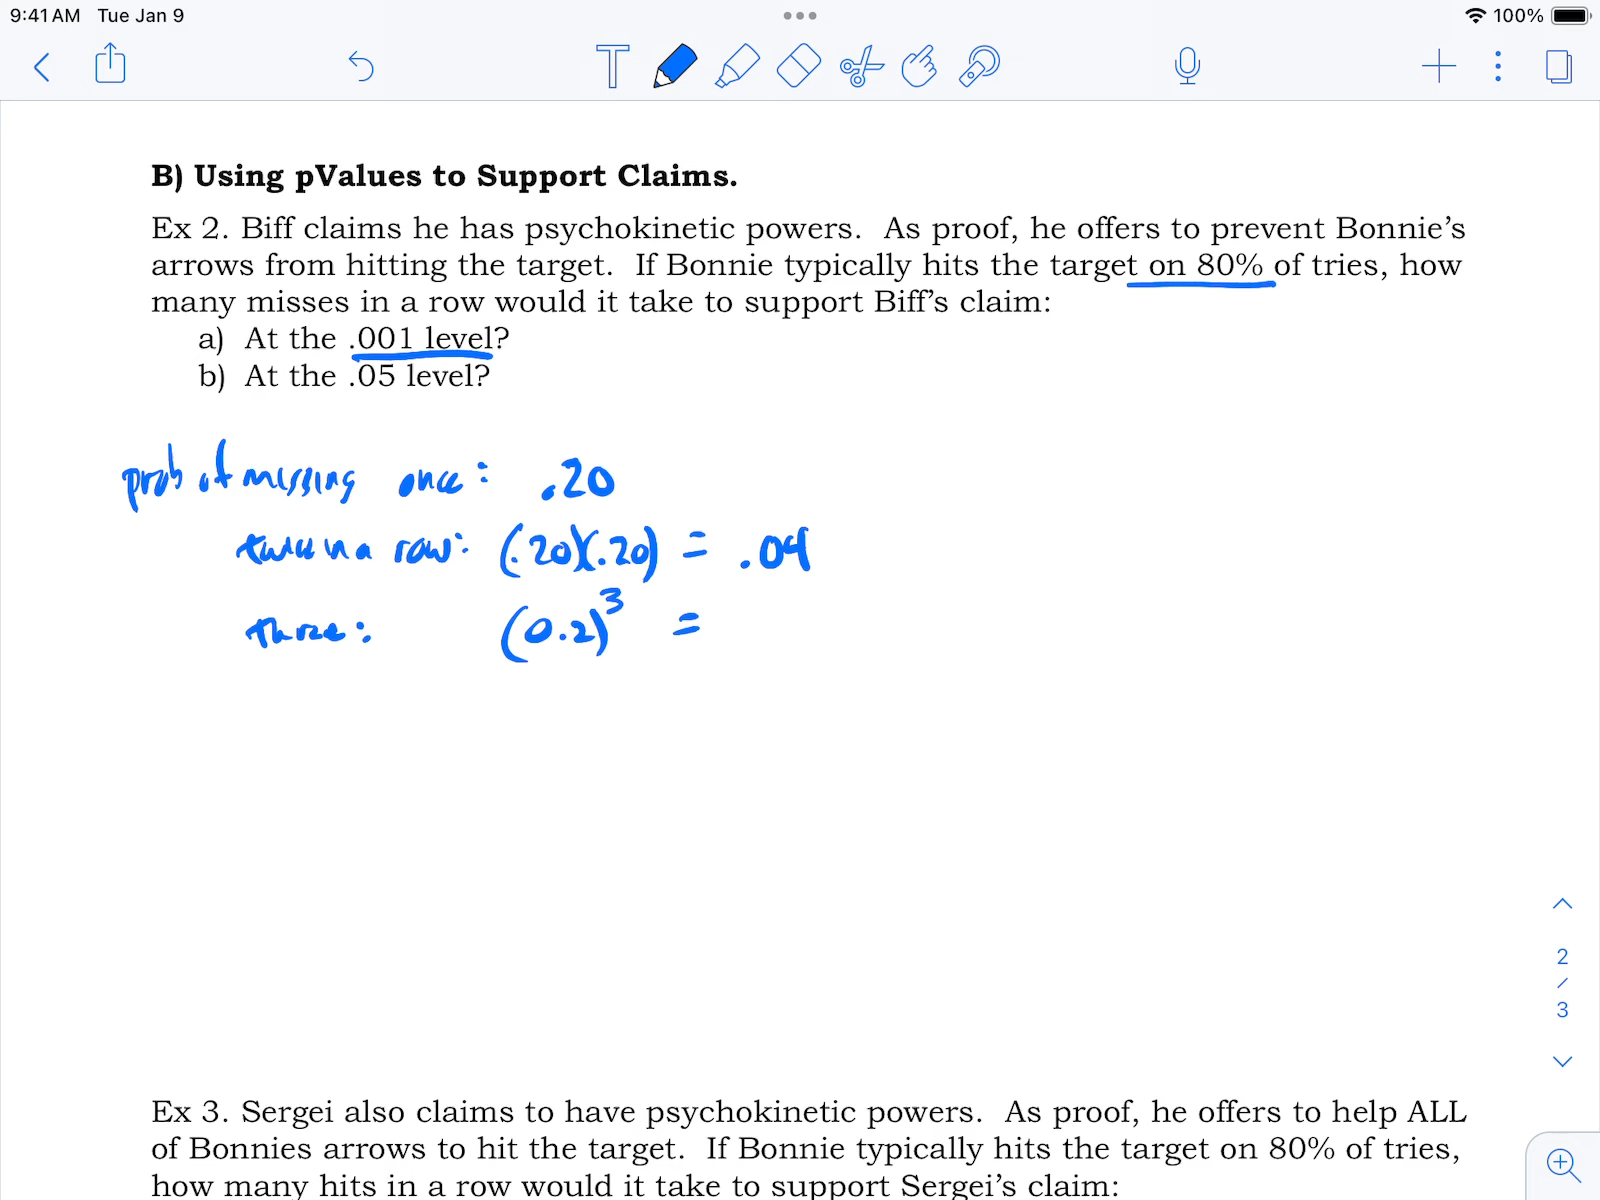 9:41 AM Tue Jan 9
100%
B) Using pValues to Support Claims.
Ex 2. Biff claims he has psychokinetic powers. As proof, he offers to prevent Bonnie's
arrows from hitting the target. If Bonnie typically hits the target on 80% of tries, how
many misses in a row would it take to support Biff's claim:
a) At the .001 level?
b) At the .05 level?
prob of missing once: .20
twice in a row: (.20)(.20) = .04
three: (0.2)³ =
2
/
3
Ex 3. Sergei also claims to have psychokinetic powers. As proof, he offers to help ALL
of Bonnies arrows to hit the target. If Bonnie typically hits the target on 80% of tries,
how many hits in a row would it take to support Sergei's claim: